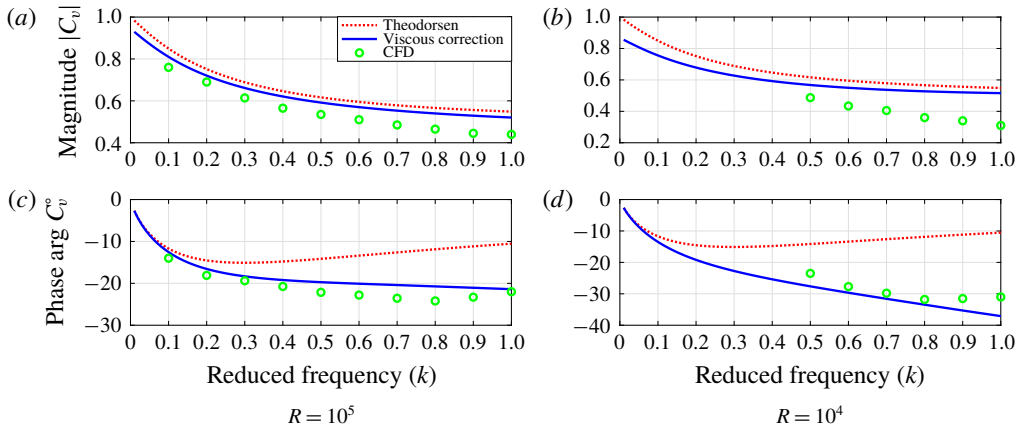 (a)
(b)
Magnitude |C_v|
1.0
0.8
0.6
0.4
0 0.1 0.2 0.3 0.4 0.5 0.6 0.7 0.8 0.9 1.0
Theodorsen
Viscous correction
CFD
1.0
0.8
0.6
0.4
0.2
0 0.1 0.2 0.3 0.4 0.5 0.6 0.7 0.8 0.9 1.0
(c)
(d)
Phase arg C_v°
0
−10
−20
−30
0 0.1 0.2 0.3 0.4 0.5 0.6 0.7 0.8 0.9 1.0
0
−10
−20
−30
−40
0 0.1 0.2 0.3 0.4 0.5 0.6 0.7 0.8 0.9 1.0
Reduced frequency (k)
Reduced frequency (k)
R = 10⁵
R = 10⁴